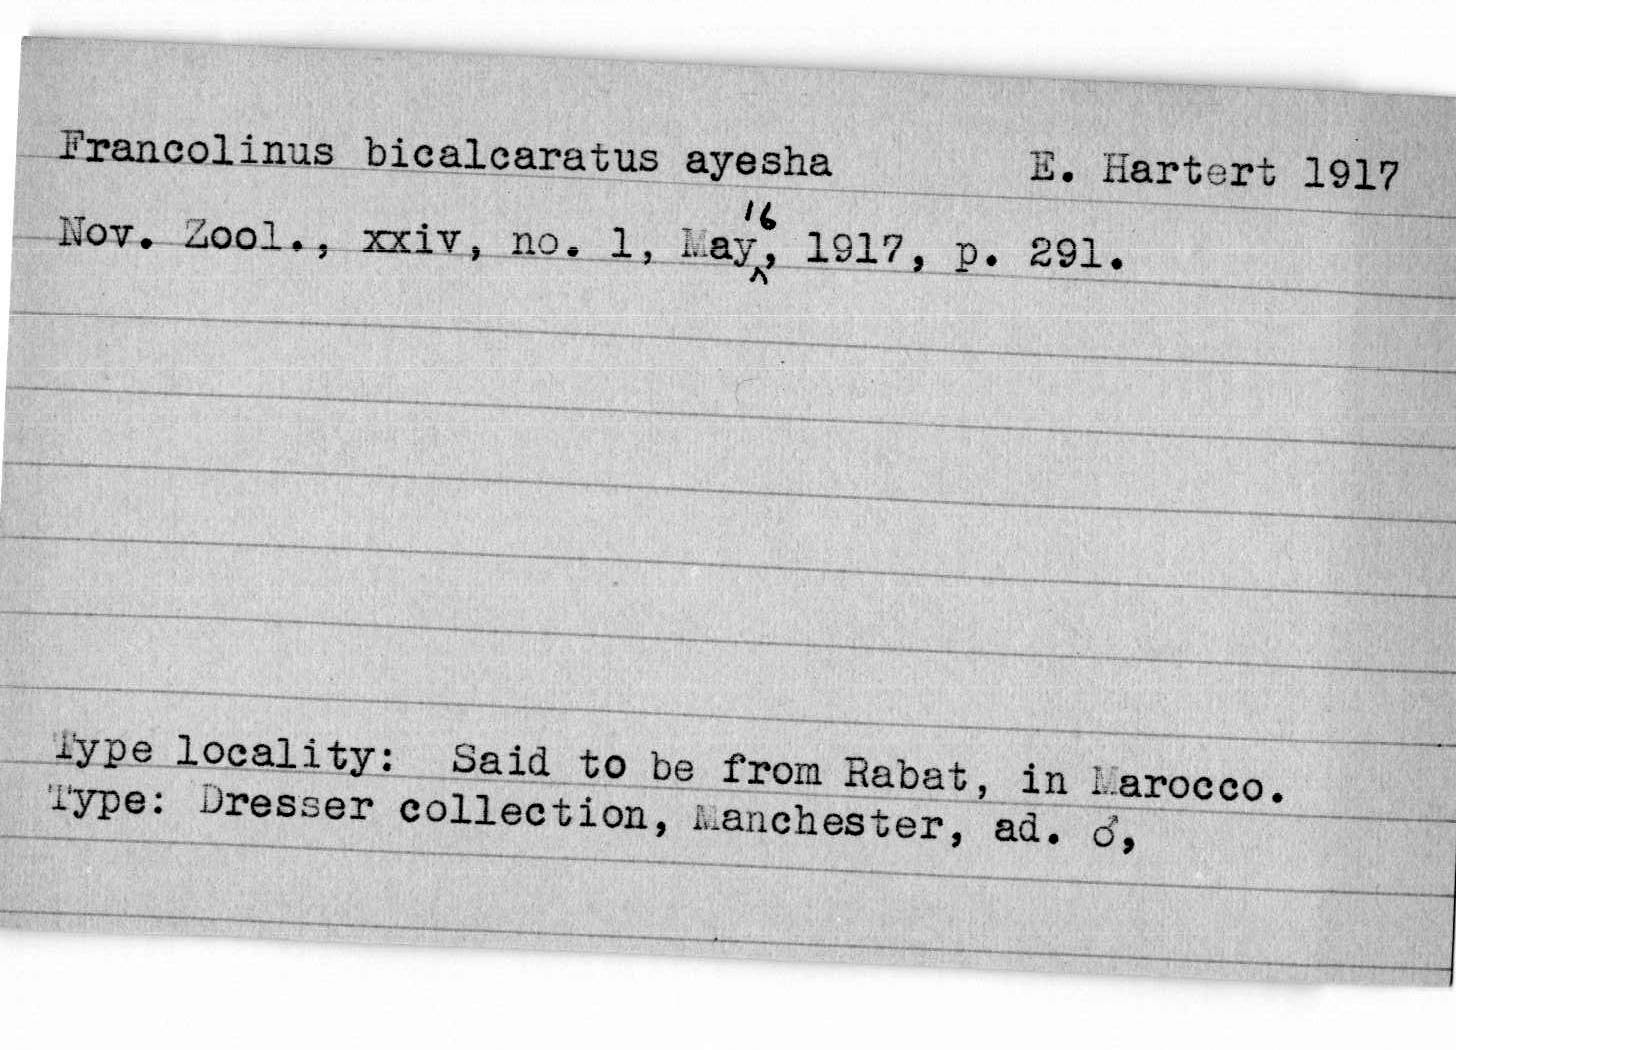 Francolinus bicalcaratus ayesha E. Hartert 1917
Nov. Zool., xxiv, no. 1, May 16, 1917, p. 291.
Type locality: Said to be from Rabat, in Marocco.
Type: Dresser collection, Manchester, ad. ♂,